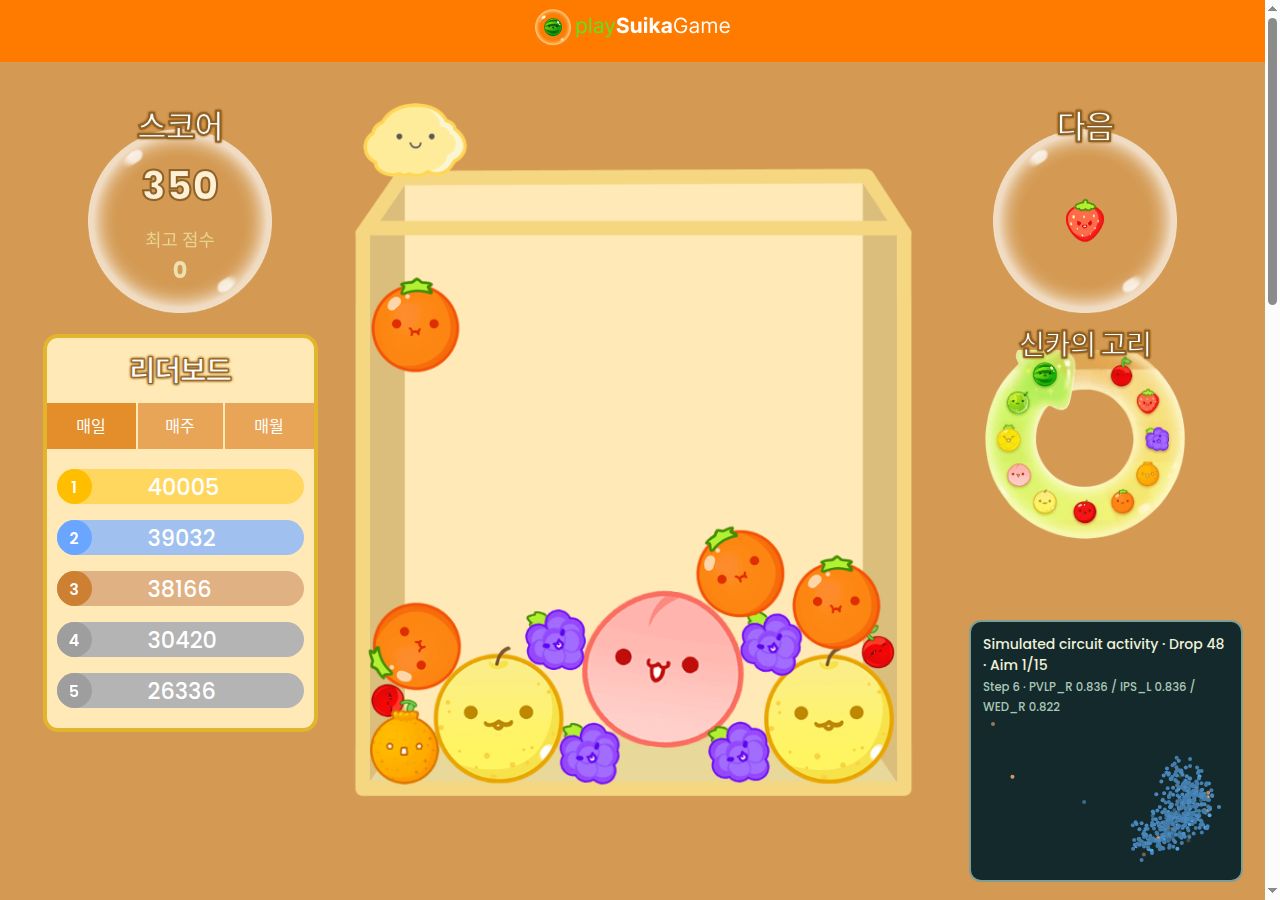 playSuikaGame
스코어
350
최고 점수
0
리더보드
매일 매주 매월
1 40005
2 39032
3 38166
4 30420
5 26336
다음
신카의 고리
Simulated circuit activity · Drop 48
· Aim 1/15
Step 6 · PVLP_R 0.836 / IPS_L 0.836 /
WED_R 0.822